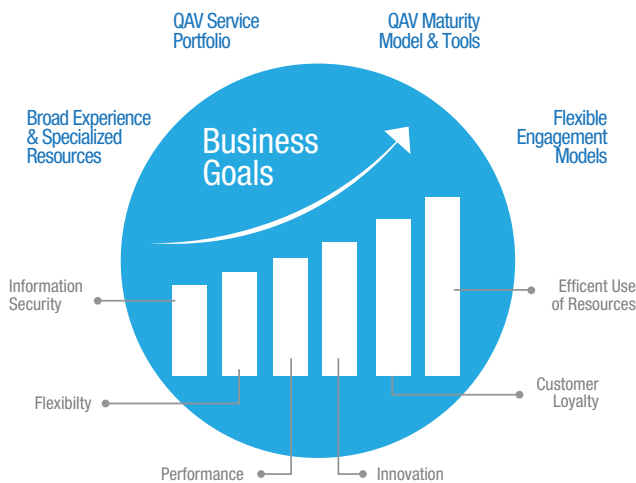 QAV Service
Portfolio
QAV Maturity
Model & Tools
Broad Experience
& Specialized
Resources
Flexible
Engagement
Models
Business
Goals
Information
Security
Efficent Use
of Resources
Flexibilty
Customer
Loyalty
Performance
Innovation